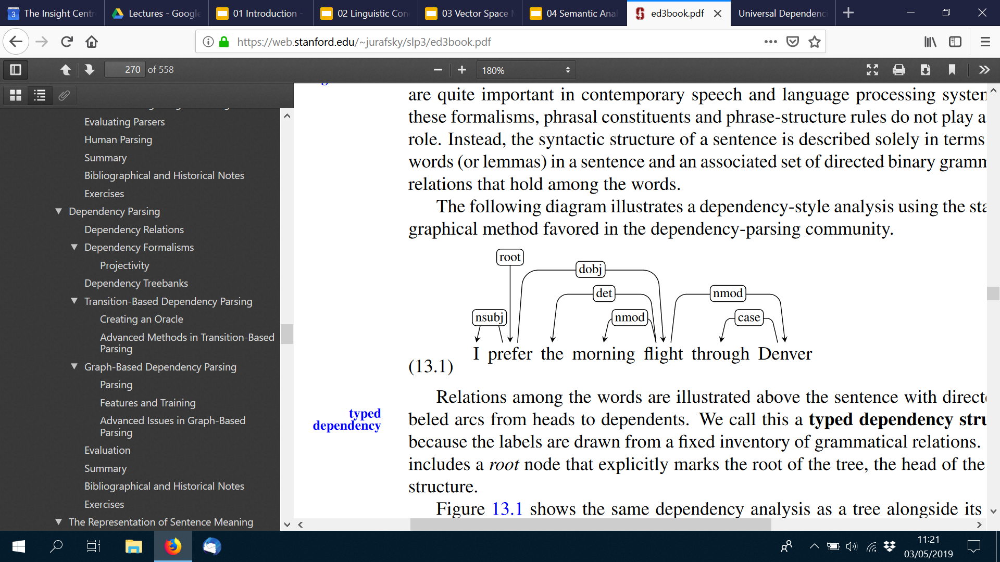 The Insight Cent
Lectures - Google
01 Introduction -
02 Linguistic Con
03 Vector Space
04 Semantic Anal
ed3book.pdf
Universal Dependenc
https://web.stanford.edu/~jurafsky/slp3/ed3book.pdf
270 of 558
180%
Evaluating Parsers
Human Parsing
Summary
Bibliographical and Historical Notes
Exercises
Dependency Parsing
Dependency Relations
Dependency Formalisms
Projectivity
Dependency Treebanks
Transition-Based Dependency Parsing
Creating an Oracle
Advanced Methods in Transition-Based
Parsing
Graph-Based Dependency Parsing
Parsing
Features and Training
Advanced Issues in Graph-Based
Parsing
Evaluation
Summary
Bibliographical and Historical Notes
Exercises
The Representation of Sentence Meaning
are quite important in contemporary speech and language processing system
these formalisms, phrasal constituents and phrase-structure rules do not play a
role. Instead, the syntactic structure of a sentence is described solely in terms
words (or lemmas) in a sentence and an associated set of directed binary gramm
relations that hold among the words.
The following diagram illustrates a dependency-style analysis using the sta
graphical method favored in the dependency-parsing community.
root
dobj
det
nmod
nsubj
nmod
case
I prefer the morning flight through Denver
(13.1)
Relations among the words are illustrated above the sentence with direct
typed
dependency
beled arcs from heads to dependents. We call this a typed dependency stru
because the labels are drawn from a fixed inventory of grammatical relations.
includes a root node that explicitly marks the root of the tree, the head of the
structure.
Figure 13.1 shows the same dependency analysis as a tree alongside its
11:21
03/05/2019